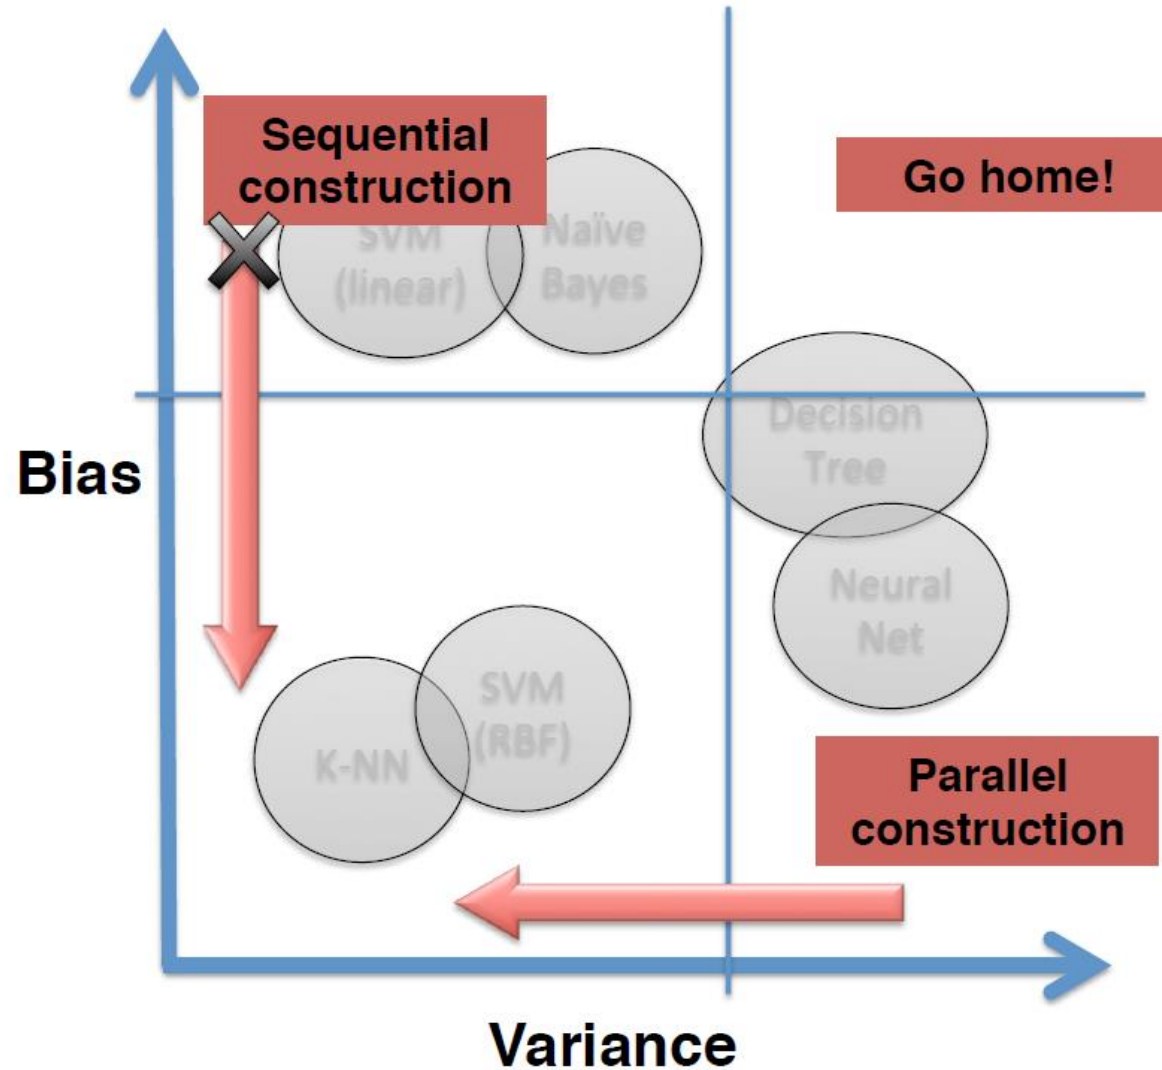 Sequential
construction
Go home!
SVM
(linear)
Naïve
Bayes
Decision
Tree
Bias
Neural
Net
SVM
(RBF)
K-NN
Parallel
construction
Variance